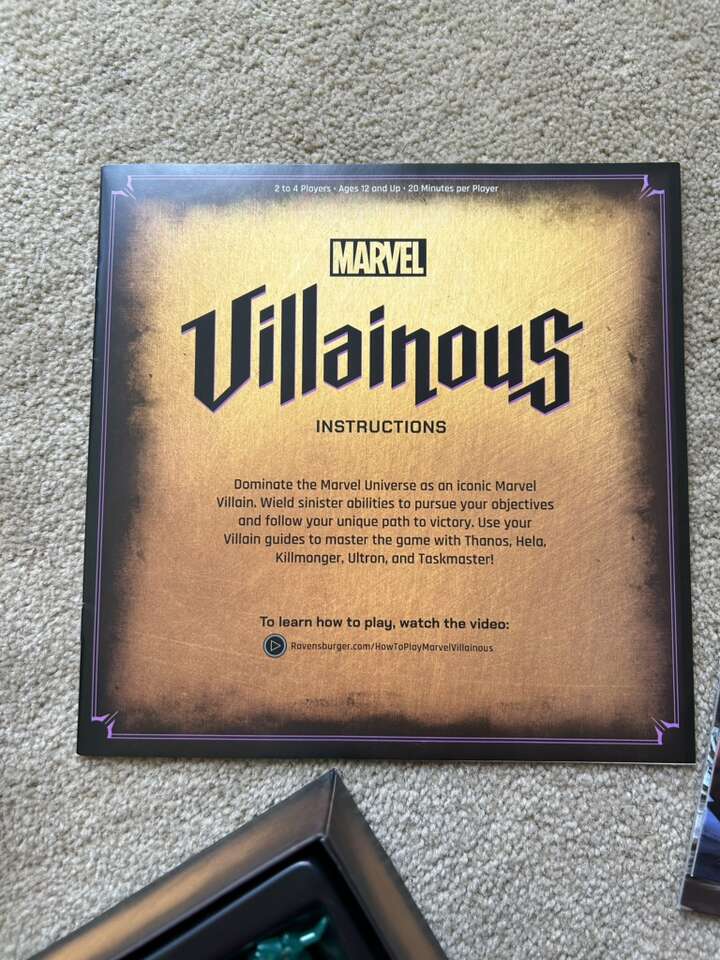 2 to 4 Players • Ages 12 and Up • 20 Minutes per Player
MARVEL
Villainous
INSTRUCTIONS
Dominate the Marvel Universe as an iconic Marvel
Villain. Wield sinister abilities to pursue your objectives
and follow your unique path to victory. Use your
Villain guides to master the game with Thanos, Hela,
Killmonger, Ultron, and Taskmaster!
To learn how to play, watch the video:
Ravensburger.com/HowToPlayMarvelVillainous